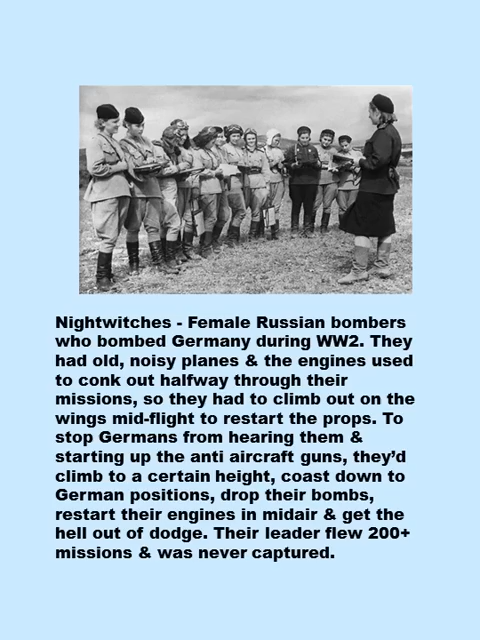 Nightwitches - Female Russian bombers
who bombed Germany during WW2. They
had old, noisy planes & the engines used
to conk out halfway through their
missions, so they had to climb out on the
wings mid-flight to restart the props. To
stop Germans from hearing them &
starting up the anti aircraft guns, they'd
climb to a certain height, coast down to
German positions, drop their bombs,
restart their engines in midair & get the
hell out of dodge. Their leader flew 200+
missions & was never captured.